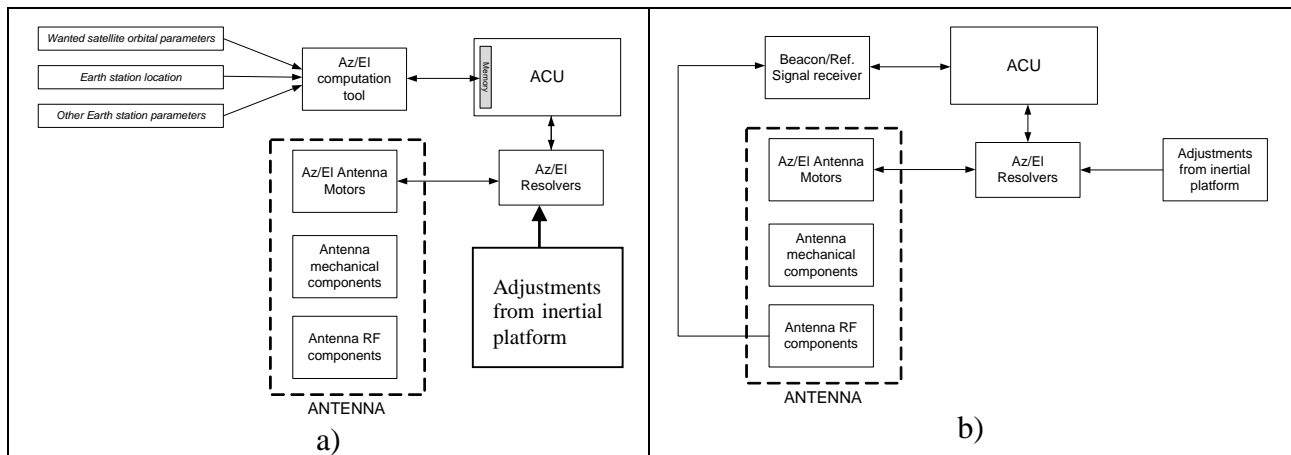 Wanted satellite orbital parameters
Earth station location
Other Earth station parameters
Az/El
computation
tool
Memory
ACU
Az/El Antenna
Motors
Az/El
Resolvers
Antenna
mechanical
components
Adjustments
from inertial
platform
Antenna RF
components
ANTENNA
a)
Beacon/Ref.
Signal receiver
ACU
Az/El Antenna
Motors
Az/El
Resolvers
Adjustments
from inertial
platform
Antenna
mechanical
components
Antenna RF
components
ANTENNA
b)